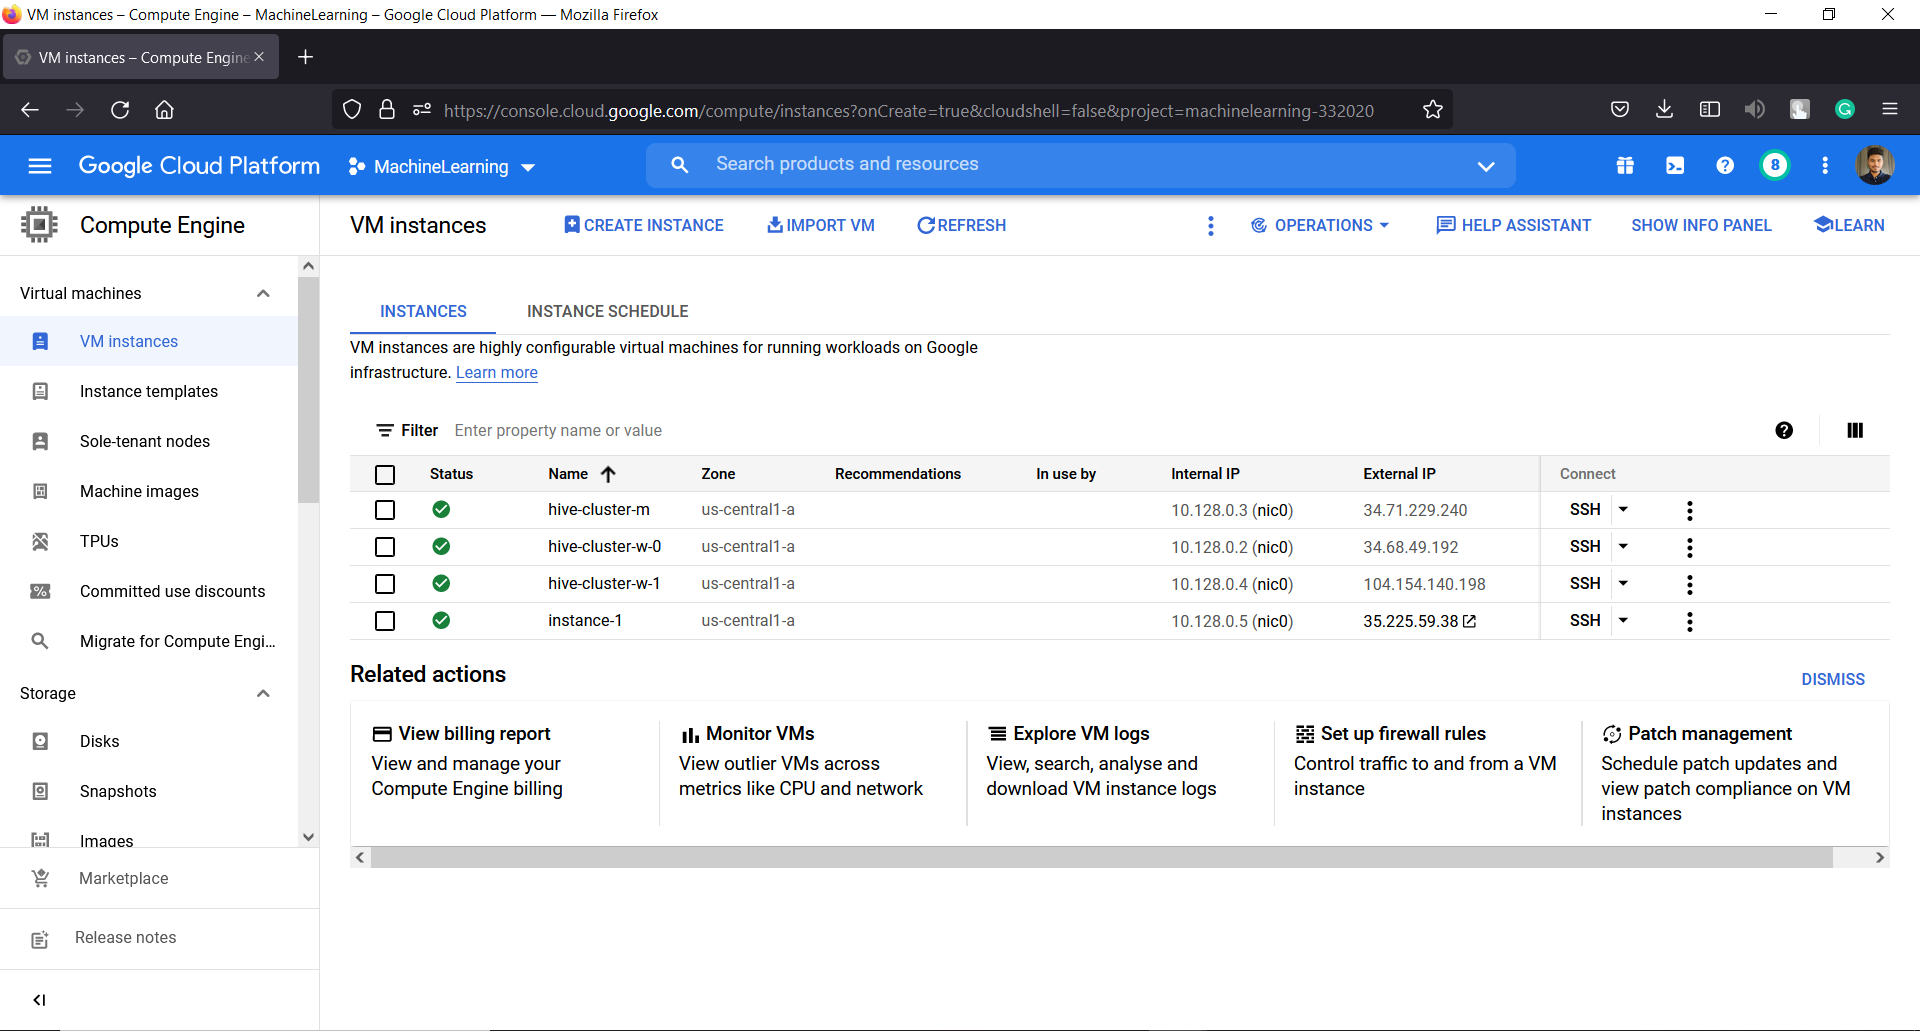 VM instances – Compute Engine – MachineLearning – Google Cloud Platform — Mozilla Firefox
VM instances – Compute Engine
https://console.cloud.google.com/compute/instances?onCreate=true&cloudshell=false&project=machinelearning-332020
Google Cloud Platform MachineLearning Search products and resources 8
Compute Engine
VM instances CREATE INSTANCE IMPORT VM REFRESH OPERATIONS HELP ASSISTANT SHOW INFO PANEL LEARN
Virtual machines
VM instances
Instance templates
Sole-tenant nodes
Machine images
TPUs
Committed use discounts
Migrate for Compute Engi...
Storage
Disks
Snapshots
Images
Marketplace
Release notes
INSTANCES INSTANCE SCHEDULE
VM instances are highly configurable virtual machines for running workloads on Google
infrastructure. Learn more
Filter Enter property name or value
Status Name Zone Recommendations In use by Internal IP External IP Connect
hive-cluster-m us-central1-a 10.128.0.3 (nic0) 34.71.229.240 SSH
hive-cluster-w-0 us-central1-a 10.128.0.2 (nic0) 34.68.49.192 SSH
hive-cluster-w-1 us-central1-a 10.128.0.4 (nic0) 104.154.140.198 SSH
instance-1 us-central1-a 10.128.0.5 (nic0) 35.225.59.38 SSH
Related actions DISMISS
View billing report
View and manage your
Compute Engine billing
Monitor VMs
View outlier VMs across
metrics like CPU and network
Explore VM logs
View, search, analyse and
download VM instance logs
Set up firewall rules
Control traffic to and from a VM
instance
Patch management
Schedule patch updates and
view patch compliance on VM
instances